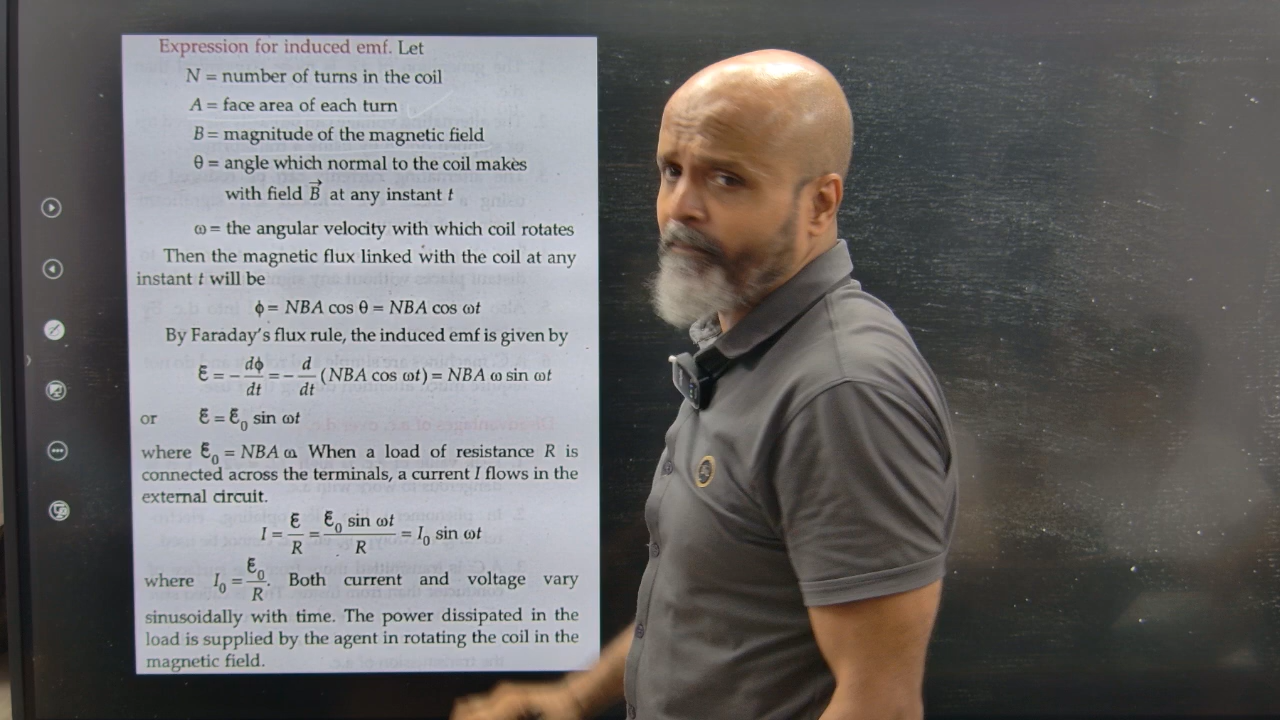 Expression for induced emf. Let
N = number of turns in the coil
A = face area of each turn
B = magnitude of the magnetic field
θ = angle which normal to the coil makes
with field B⃗ at any instant t
ω = the angular velocity with which coil rotates
Then the magnetic flux linked with the coil at any
instant t will be
ϕ = NBA cos θ = NBA cos ωt
By Faraday's flux rule, the induced emf is given by
ℰ = − dϕ/dt = − d/dt (NBA cos ωt) = NBA ω sin ωt
or ℰ = ℰ₀ sin ωt
where ℰ₀ = NBA ω. When a load of resistance R is
connected across the terminals, a current I flows in the
external circuit.
I = ℰ/R = ℰ₀ sin ωt/R = I₀ sin ωt
where I₀ = ℰ₀/R. Both current and voltage vary
sinusoidally with time. The power dissipated in the
load is supplied by the agent in rotating the coil in the
magnetic field.